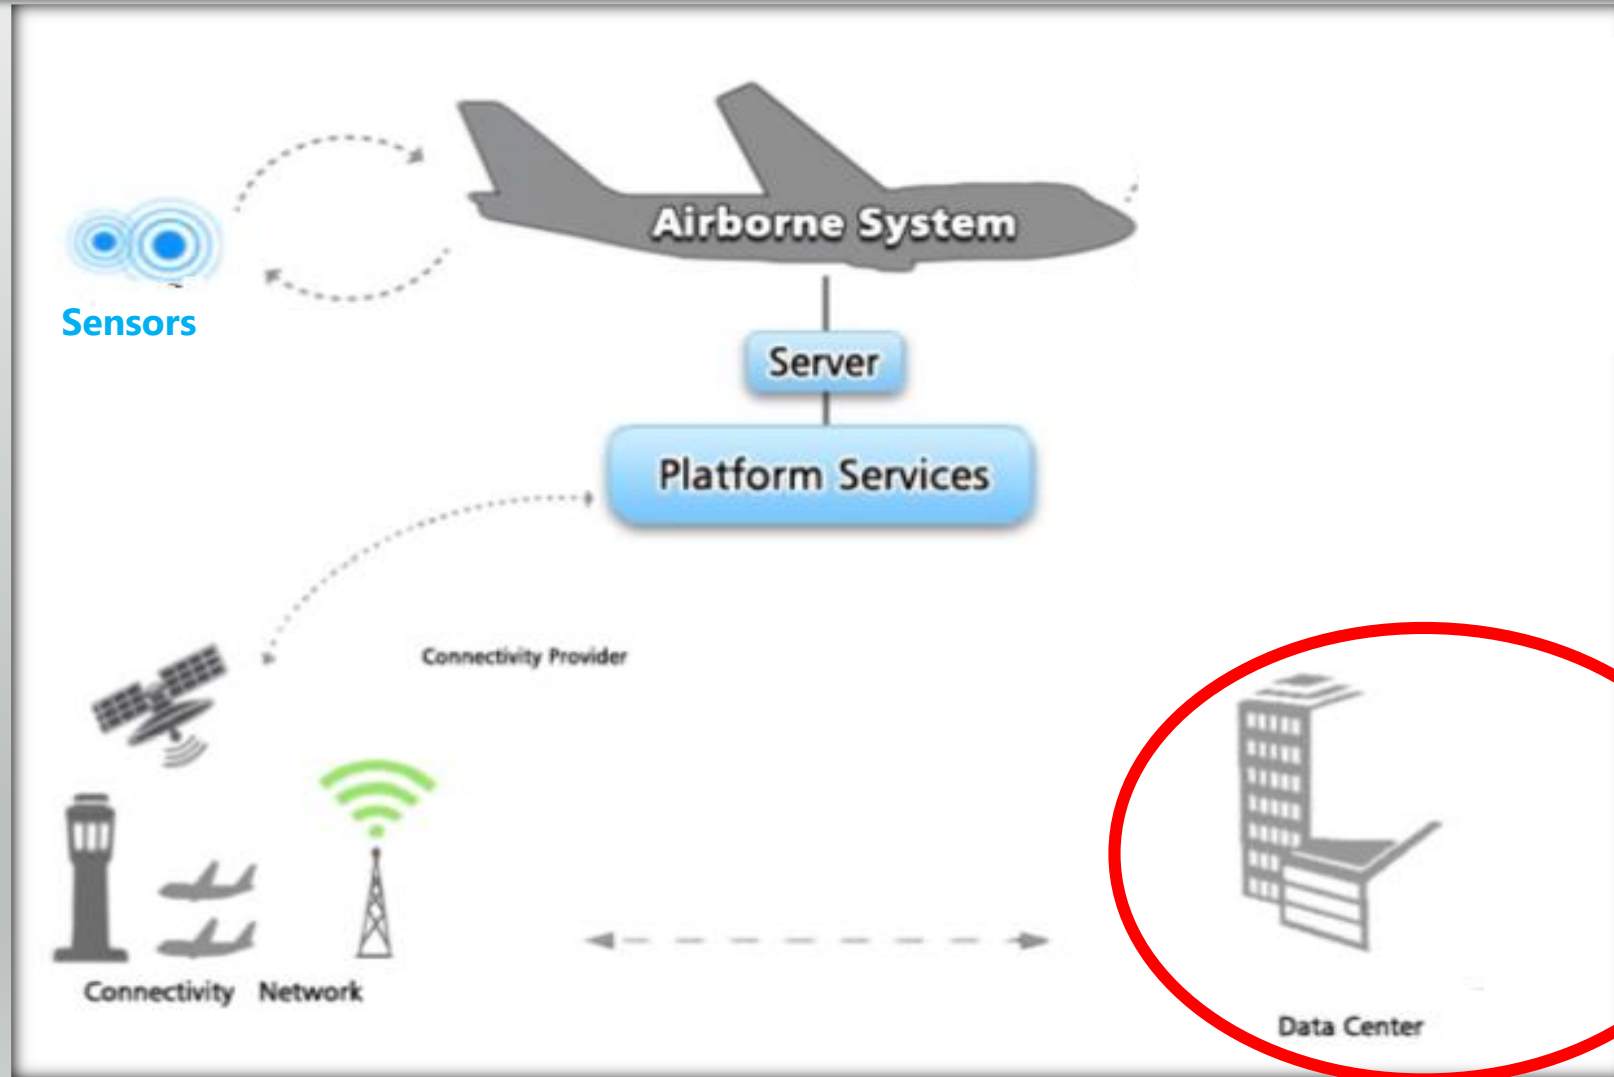 Airborne System
Sensors
Server
Platform Services
Connectivity Provider
Connectivity Network
Data Center